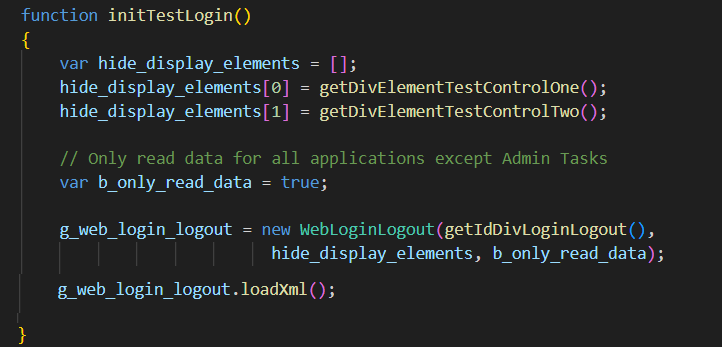 function initTestLogin()
{
var hide_display_elements = [];
hide_display_elements[0] = getDivElementTestControlOne();
hide_display_elements[1] = getDivElementTestControlTwo();
// Only read data for all applications except Admin Tasks
var b_only_read_data = true;
g_web_login_logout = new WebLoginLogout(getIdDivLoginLogout(),
hide_display_elements, b_only_read_data);
g_web_login_logout.loadXml();
}